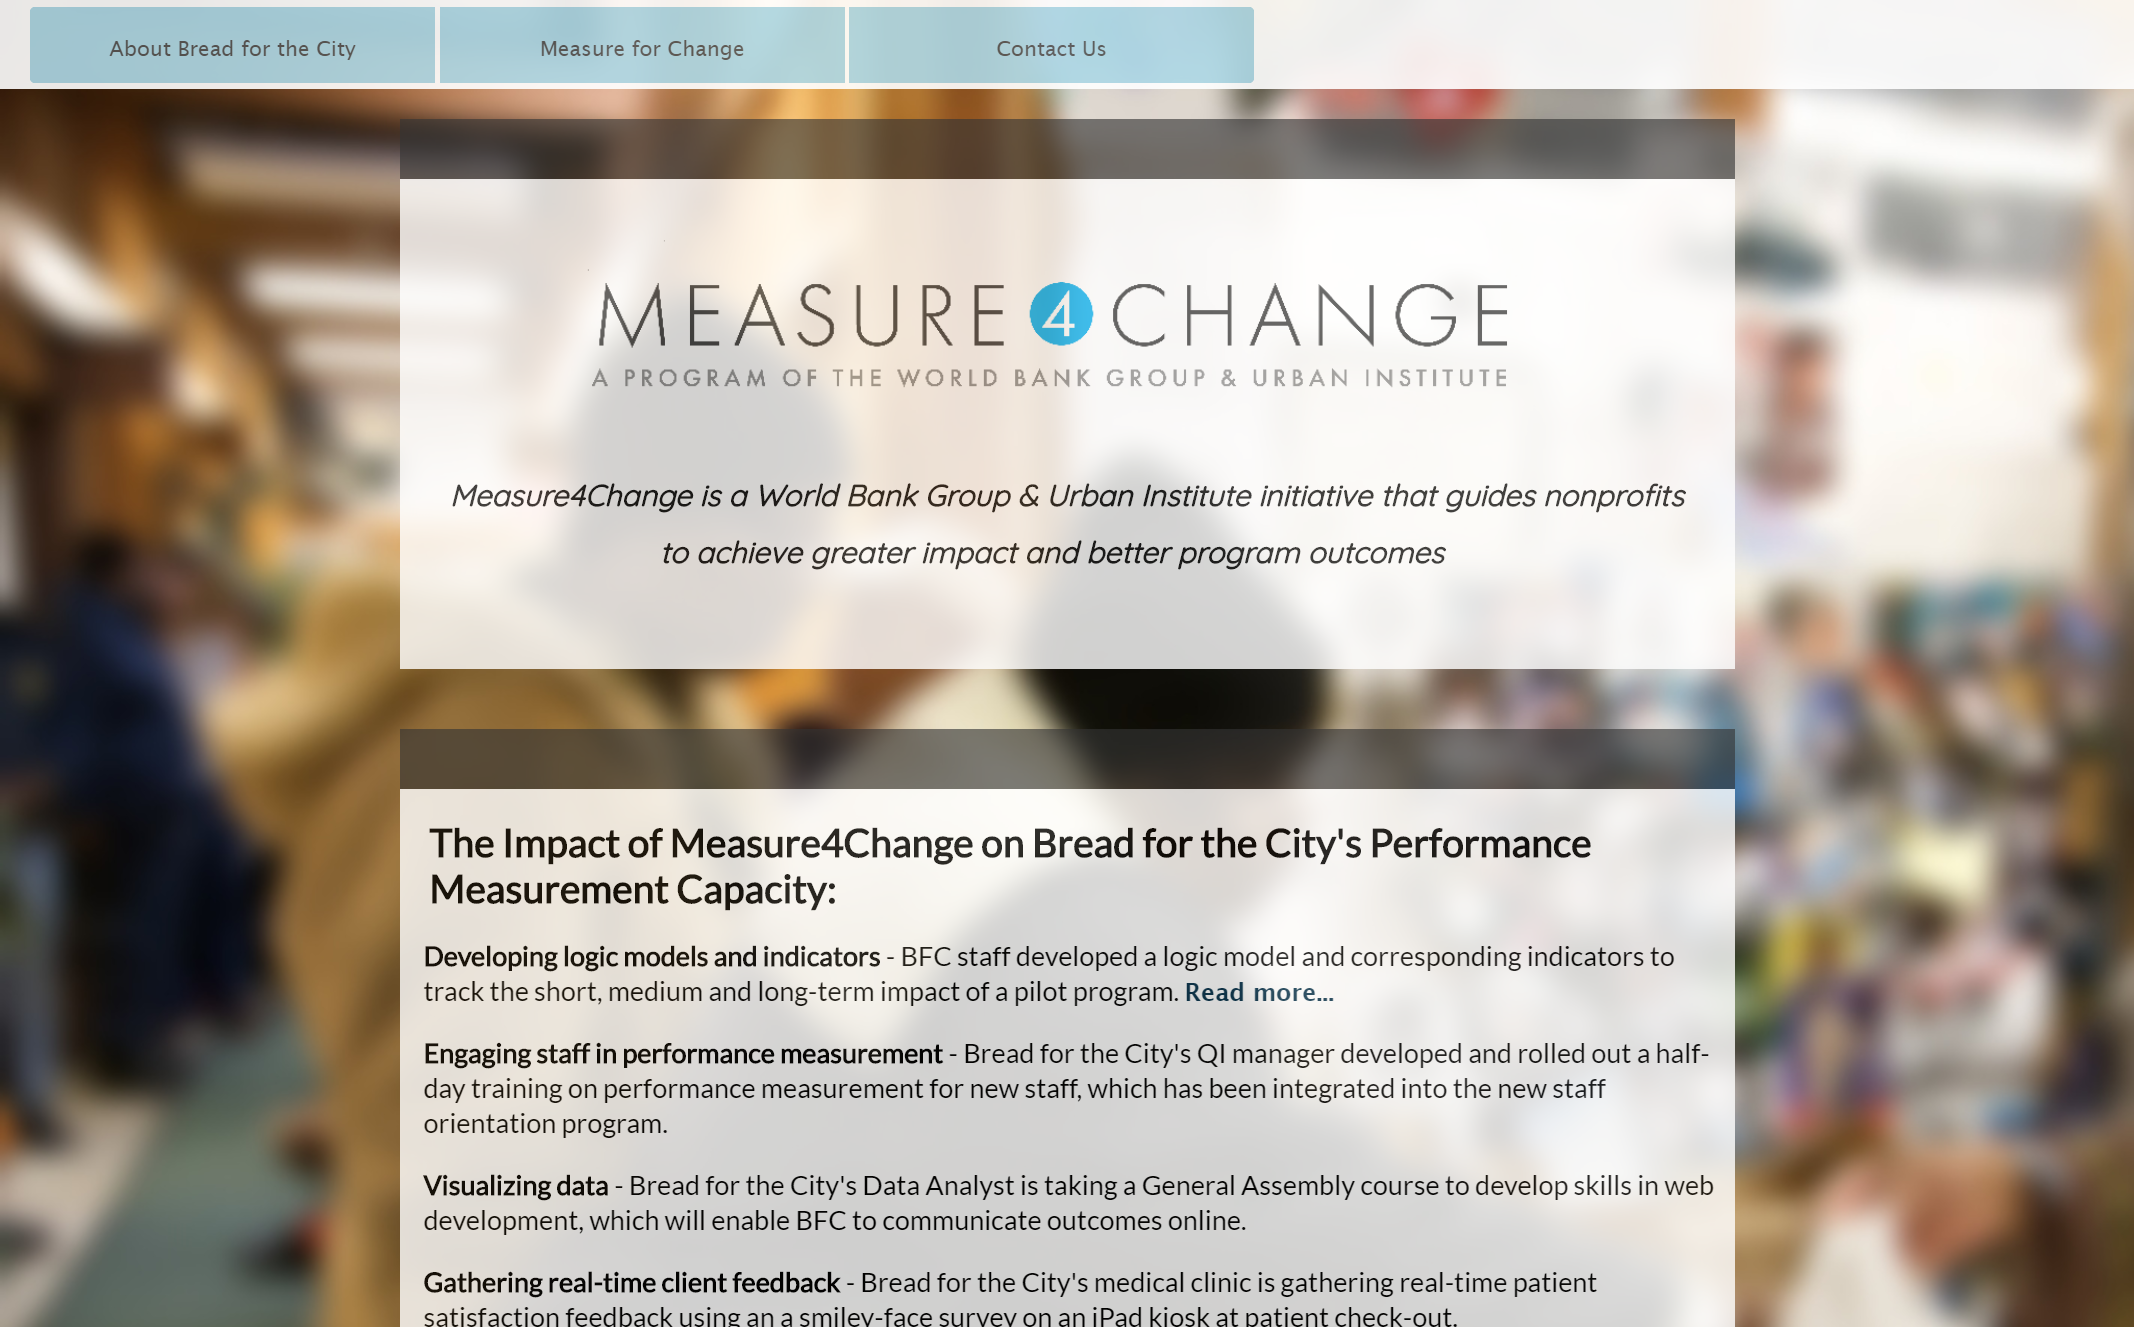 About Bread for the City
Measure for Change
Contact Us
MEASURE 4 CHANGE
A PROGRAM OF THE WORLD BANK GROUP & URBAN INSTITUTE
Measure4Change is a World Bank Group & Urban Institute initiative that guides nonprofits
to achieve greater impact and better program outcomes
The Impact of Measure4Change on Bread for the City's Performance
Measurement Capacity:
Developing logic models and indicators - BFC staff developed a logic model and corresponding indicators to
track the short, medium and long-term impact of a pilot program. Read more...
Engaging staff in performance measurement - Bread for the City's QI manager developed and rolled out a half-
day training on performance measurement for new staff, which has been integrated into the new staff
orientation program.
Visualizing data - Bread for the City's Data Analyst is taking a General Assembly course to develop skills in web
development, which will enable BFC to communicate outcomes online.
Gathering real-time client feedback - Bread for the City's medical clinic is gathering real-time patient
satisfaction feedback using an a smiley-face survey on an iPad kiosk at patient check-out.